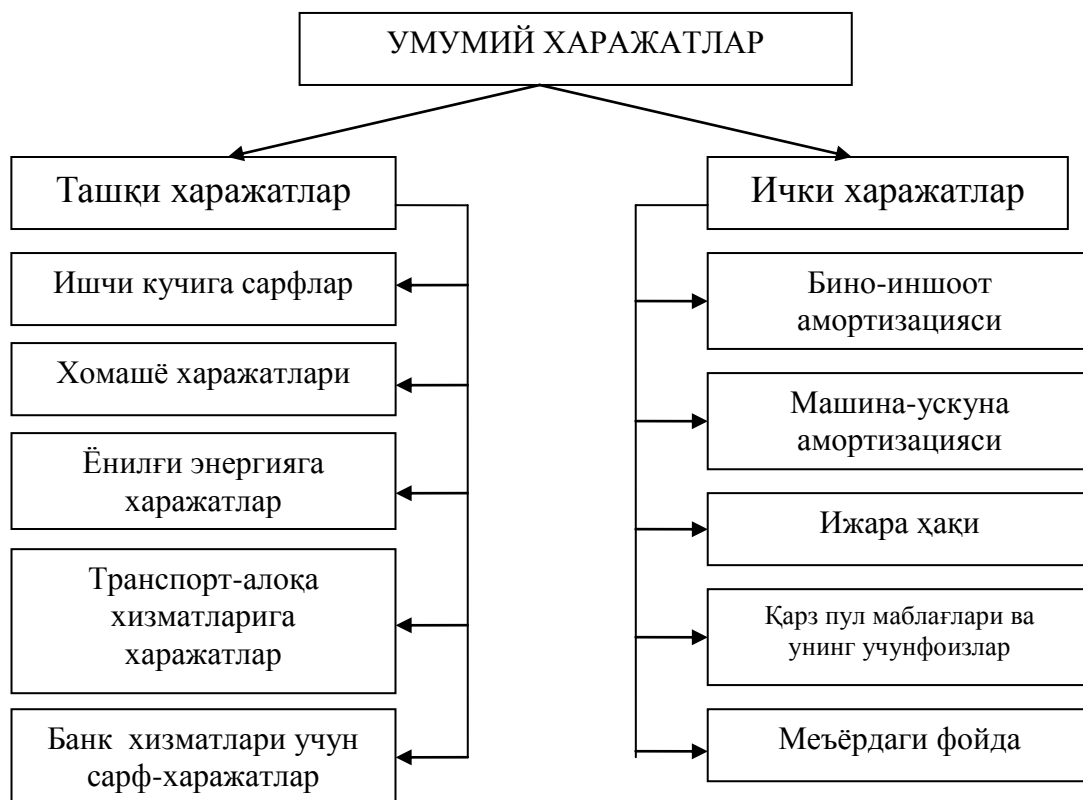 УМУМИЙ ХАРАЖАТЛАР
Ташқи харажатлар
Ишчи кучига сарфлар
Хомашё харажатлари
Ёнилғи энергияга
харажатлар
Транспорт-алоқа
хизматларига
харажатлар
Банк хизматлари учун
сарф-харажатлар
Ички харажатлар
Бино-иншоот
амортизацияси
Машина-ускуна
амортизацияси
Ижара ҳақи
Қарз пул маблағлари ва
унинг учунфоизлар
Меъёрдаги фойда